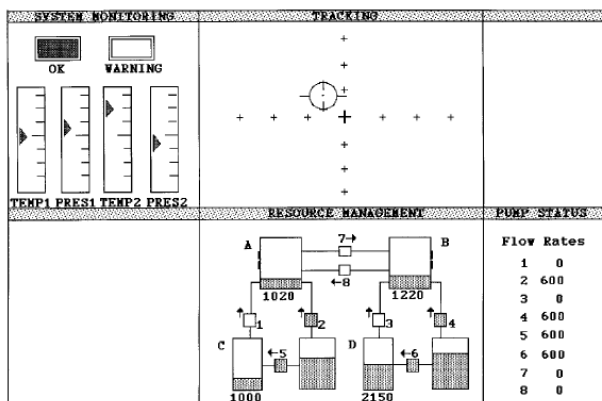 SYSTEM MONITORING
TRACKING
OK
WARNING
TEMP1 PRES1 TEMP2 PRES2
RESOURCE MANAGEMENT
PUMP STATUS
A
7→
B
←8
1020
1220
1
2
3
4
C
←5
D
←6
1000
2150
Flow Rates
1 0
2 600
3 0
4 600
5 600
6 600
7 0
8 0